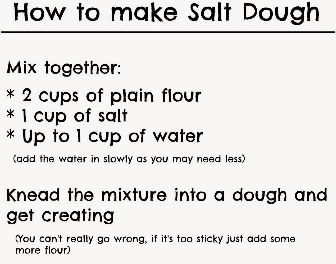 How to make Salt Dough
Mix together:
* 2 cups of plain flour
* 1 cup of salt
* Up to 1 cup of water
(add the water in slowly as you may need less)
Knead the mixture into a dough and
get creating
(You can't really go wrong, if it's too sticky just add some
more flour)